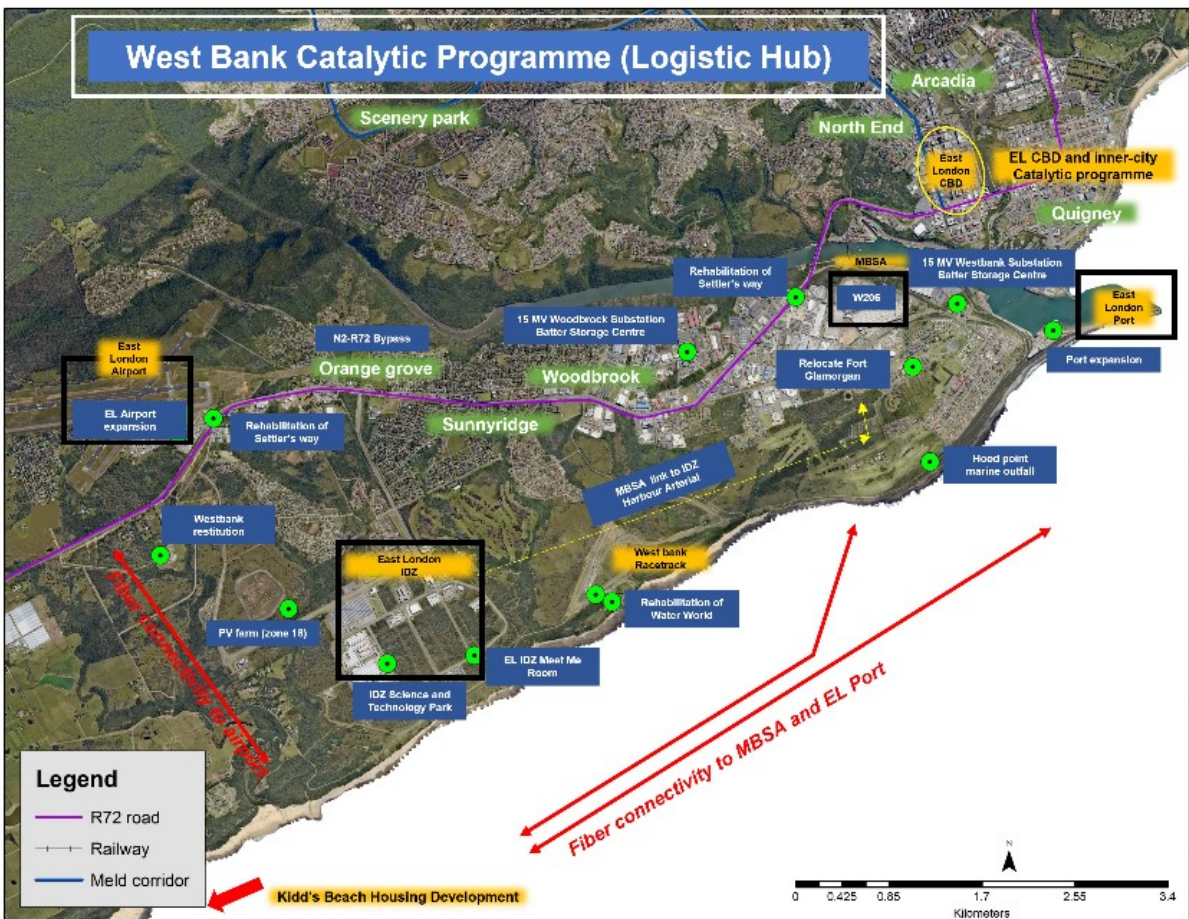 West Bank Catalytic Programme (Logistic Hub)
Arcadia
Scenery park
North End
East
London
CBD
EL CBD and inner-city
Catalytic programme
Quigney
MBSA
15 MV Westbank Substation
Batter Storage Centre
Rehabilitation of
Settler's way
W206
East
London
Port
15 MV Woodbrock Substation
Batter Storage Centre
N2-R72 Bypass
East
London
Airport
Orange grove
Woodbrook
Relocate Fort
Glamorgan
Port expansion
EL Airport
expansion
Rehabilitation of
Settler's way
Sunnyridge
Hood point
marine outfall
MBSA link to IDZ
Harbour Arterial
Westbank
restitution
East London
IDZ
West bank
Racetrack
Rehabilitation of
Water World
PV farm (zone 18)
EL IDZ Meet Me
Room
IDZ Science and
Technology Park
Fiber connectivity to airport
Fiber connectivity to MBSA and EL Port
Legend
R72 road
Railway
Meld corridor
Kidd's Beach Housing Development
N
0 0.425 0.85 1.7 2.55 3.4
Kilometers